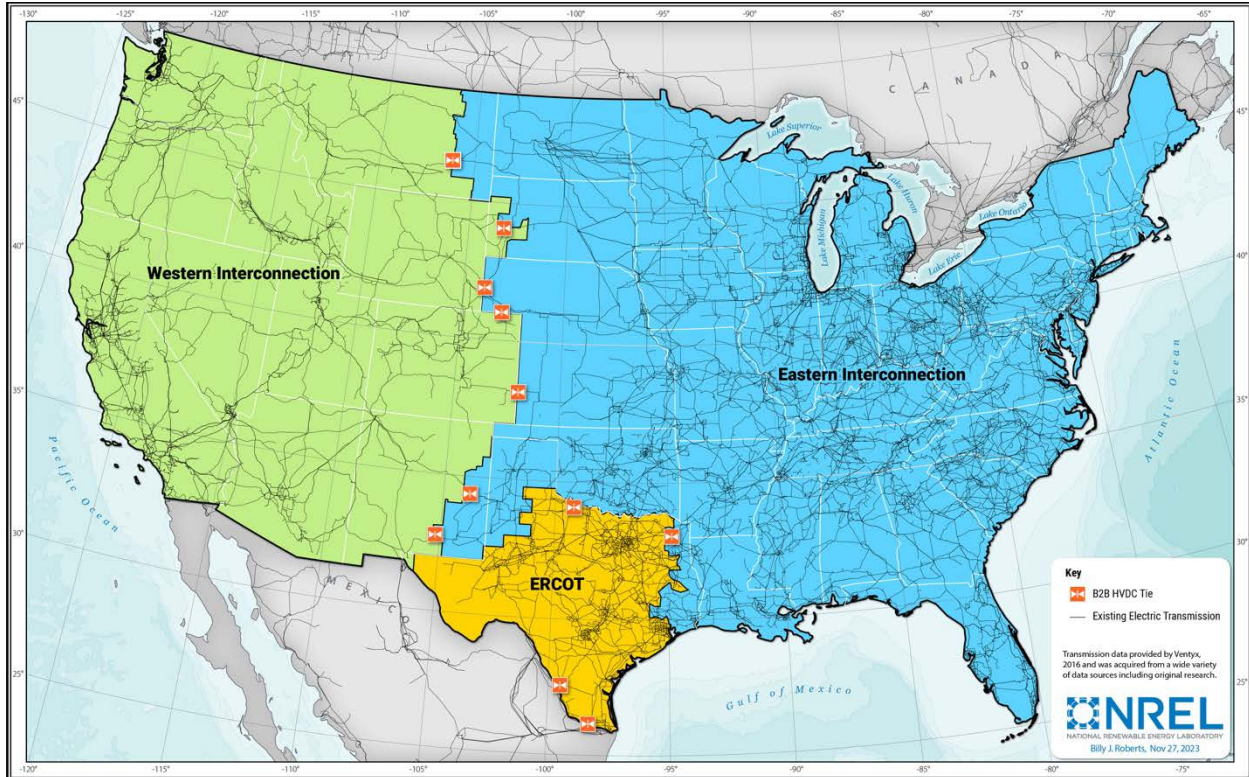 -130°
-125°
-120°
-115°
-110°
-105°
-100°
-95°
-90°
-85°
-80°
-75°
-70°
-65°
CANADA
45°
45°
Lake Superior
Lake Huron
Lake Michigan
Lake Ontario
Lake Erie
40°
40°
Western Interconnection
Eastern Interconnection
35°
35°
Pacific Ocean
Atlantic Ocean
30°
30°
MEXICO
ERCOT
25°
25°
Gulf of Mexico
Key
B2B HVDC Tie
Existing Electric Transmission
Transmission data provided by Ventyx,
2016 and was acquired from a wide variety
of data sources including original research.
NREL
NATIONAL RENEWABLE ENERGY LABORATORY
Billy J. Roberts, Nov 27, 2023
-120°
-115°
-110°
-105°
-100°
-95°
-90°
-85°
-80°
-75°